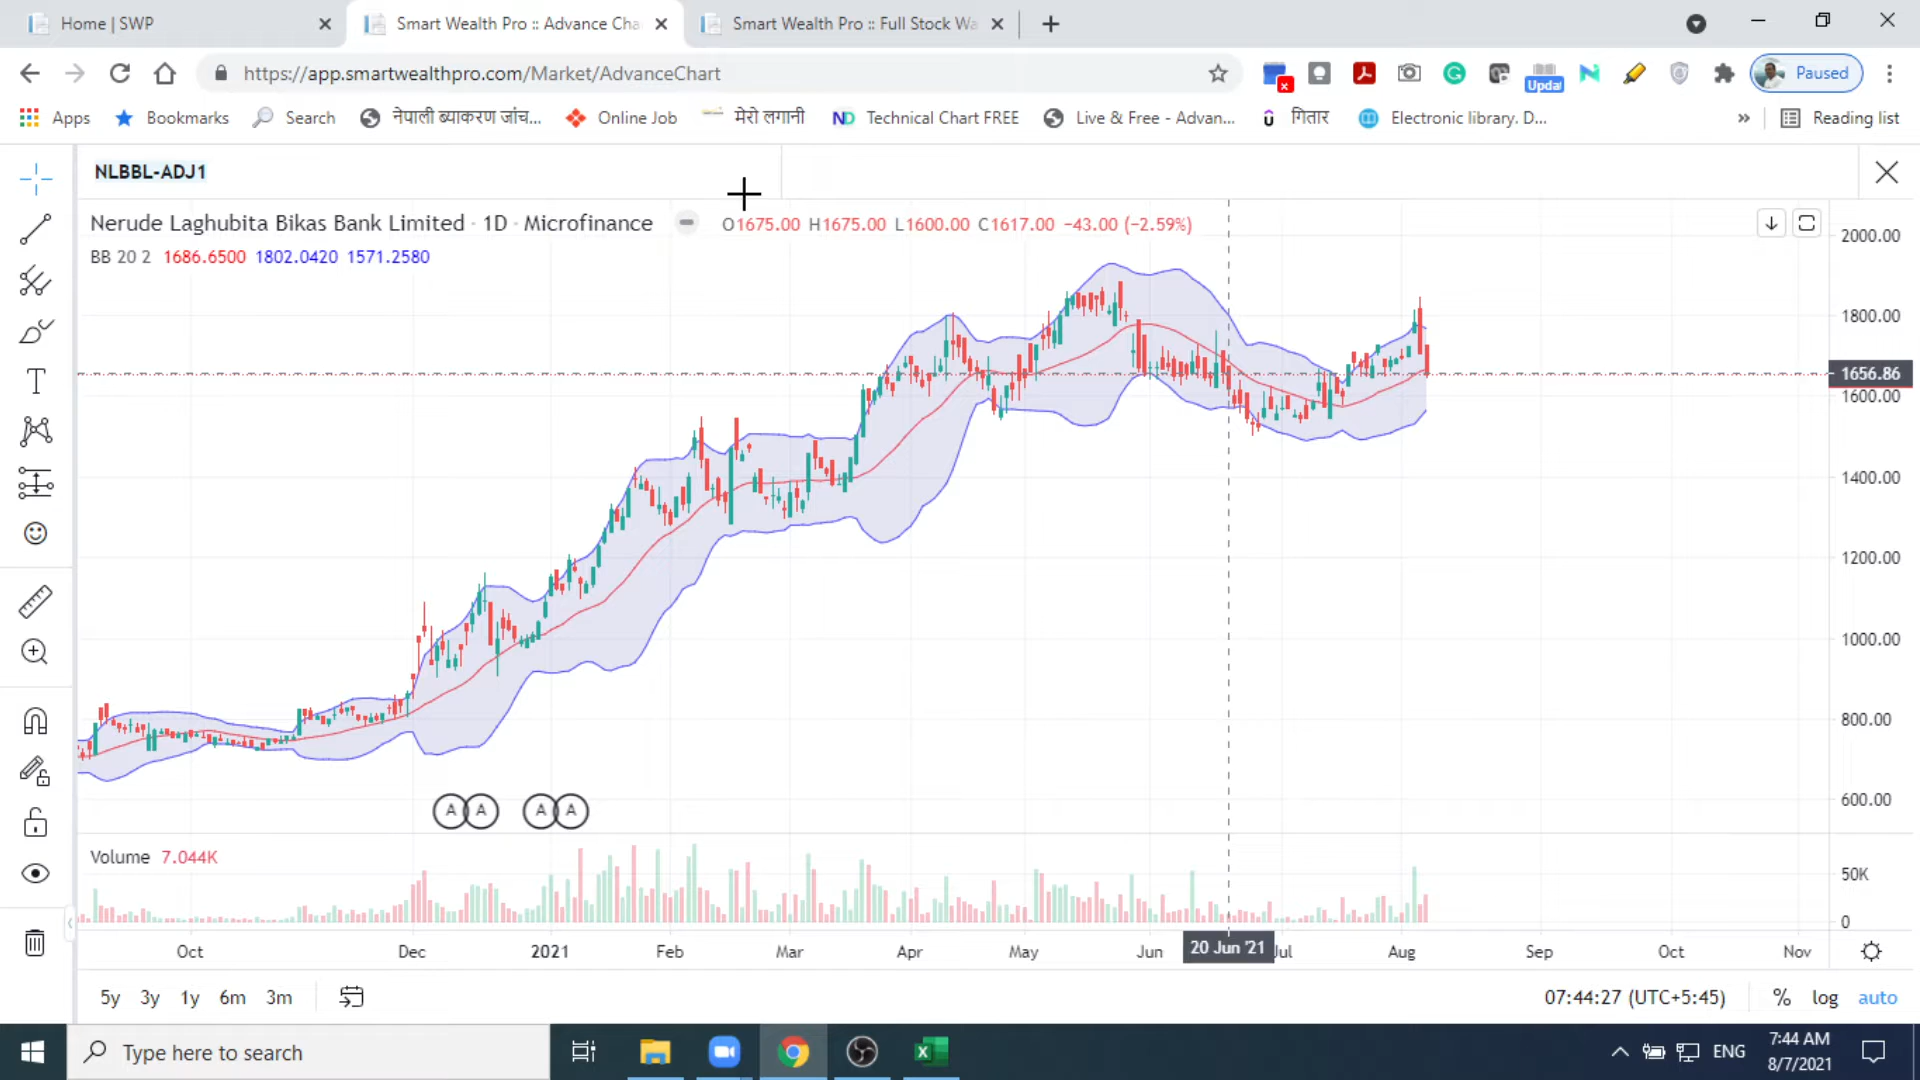 Home | SWP
Smart Wealth Pro :: Advance Cha
Smart Wealth Pro :: Full Stock Wa
https://app.smartwealthpro.com/Market/AdvanceChart
Upda
Paused
Apps
Bookmarks
Search
नेपाली ब्याकरण जांच...
Online Job
मेरो लगानी
ND
Technical Chart FREE
Live & Free - Advan...
गितार
Electronic library. D...
»
Reading list
NLBBL-ADJ1
Nerude Laghubita Bikas Bank Limited · 1D · Microfinance
O1675.00 H1675.00 L1600.00 C1617.00 −43.00 (−2.59%)
BB 20 2 1686.6500 1802.0420 1571.2580
2000.00
1800.00
1656.86
1600.00
1400.00
1200.00
1000.00
800.00
600.00
A A A A
Volume 7.044K
50K
0
Oct Dec 2021 Feb Mar Apr May Jun 20 Jun '21 Jul Aug Sep Oct Nov
5y 3y 1y 6m 3m
07:44:27 (UTC+5:45)
% log auto
Type here to search
ENG
7:44 AM
8/7/2021